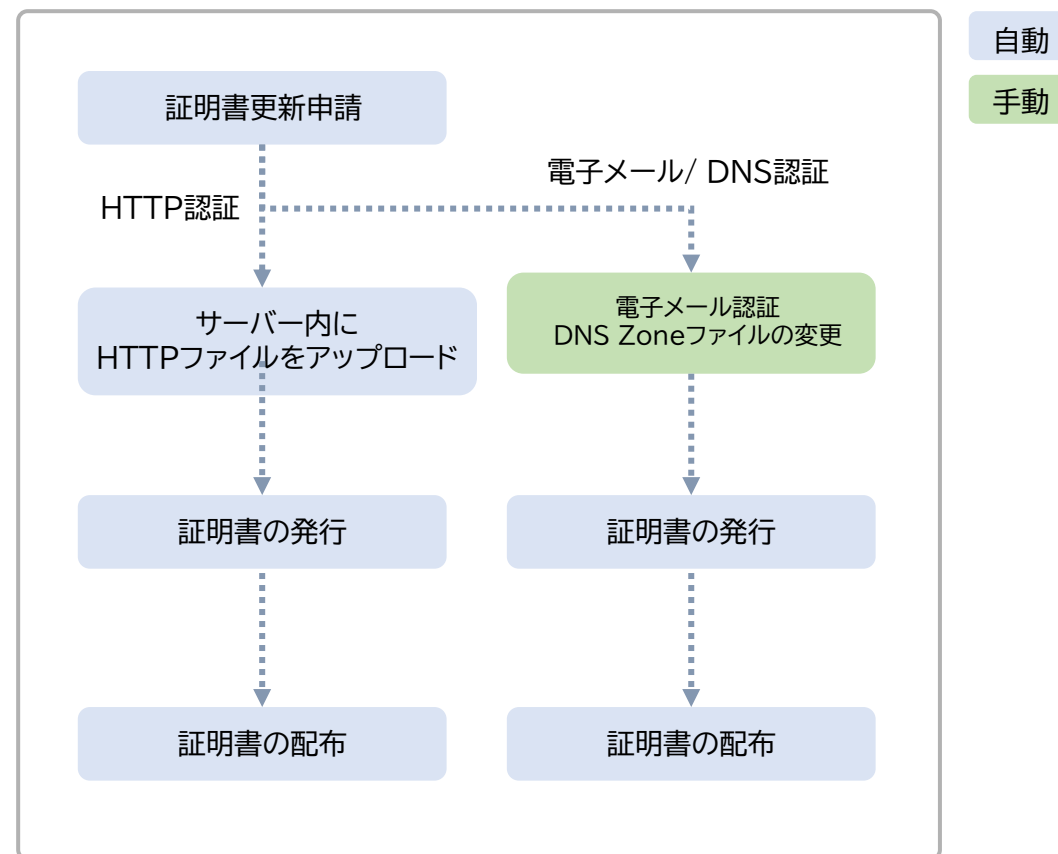 自動
手動
証明書更新申請
電子メール/ DNS認証
HTTP認証
サーバー内に
HTTPファイルをアップロード
電子メール認証
DNS Zoneファイルの変更
証明書の発行
証明書の発行
証明書の配布
証明書の配布